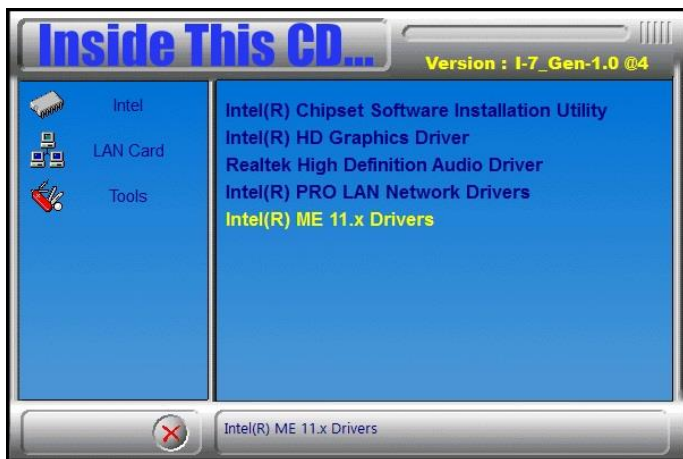 Inside This CD...
Version : I-7_Gen-1.0 @4
Intel
LAN Card
Tools
Intel(R) Chipset Software Installation Utility
Intel(R) HD Graphics Driver
Realtek High Definition Audio Driver
Intel(R) PRO LAN Network Drivers
Intel(R) ME 11.x Drivers
Intel(R) ME 11.x Drivers